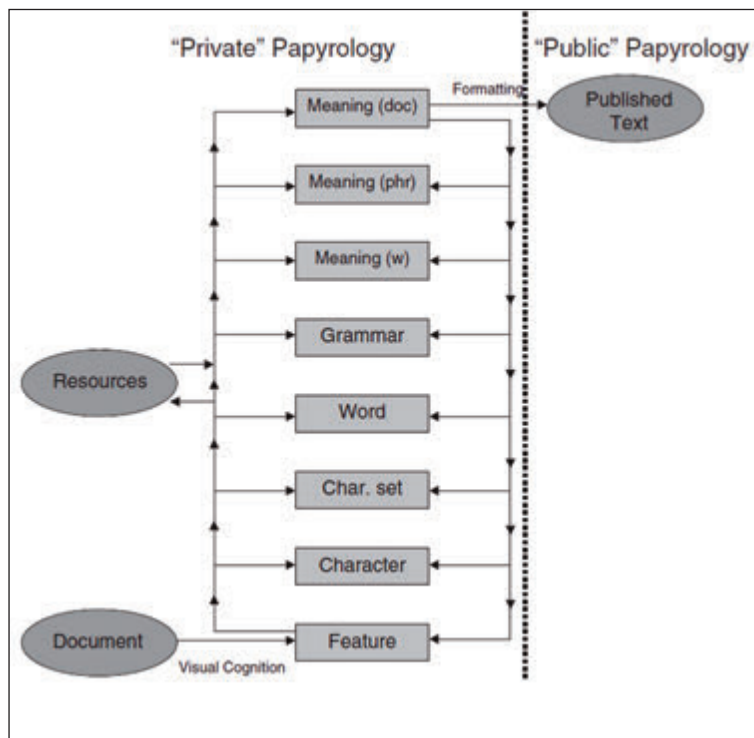 “Private” Papyrology
“Public” Papyrology
Formatting
Meaning (doc)
Published
Text
Meaning (phr)
Meaning (w)
Grammar
Resources
Word
Char. set
Character
Document
Feature
Visual Cognition